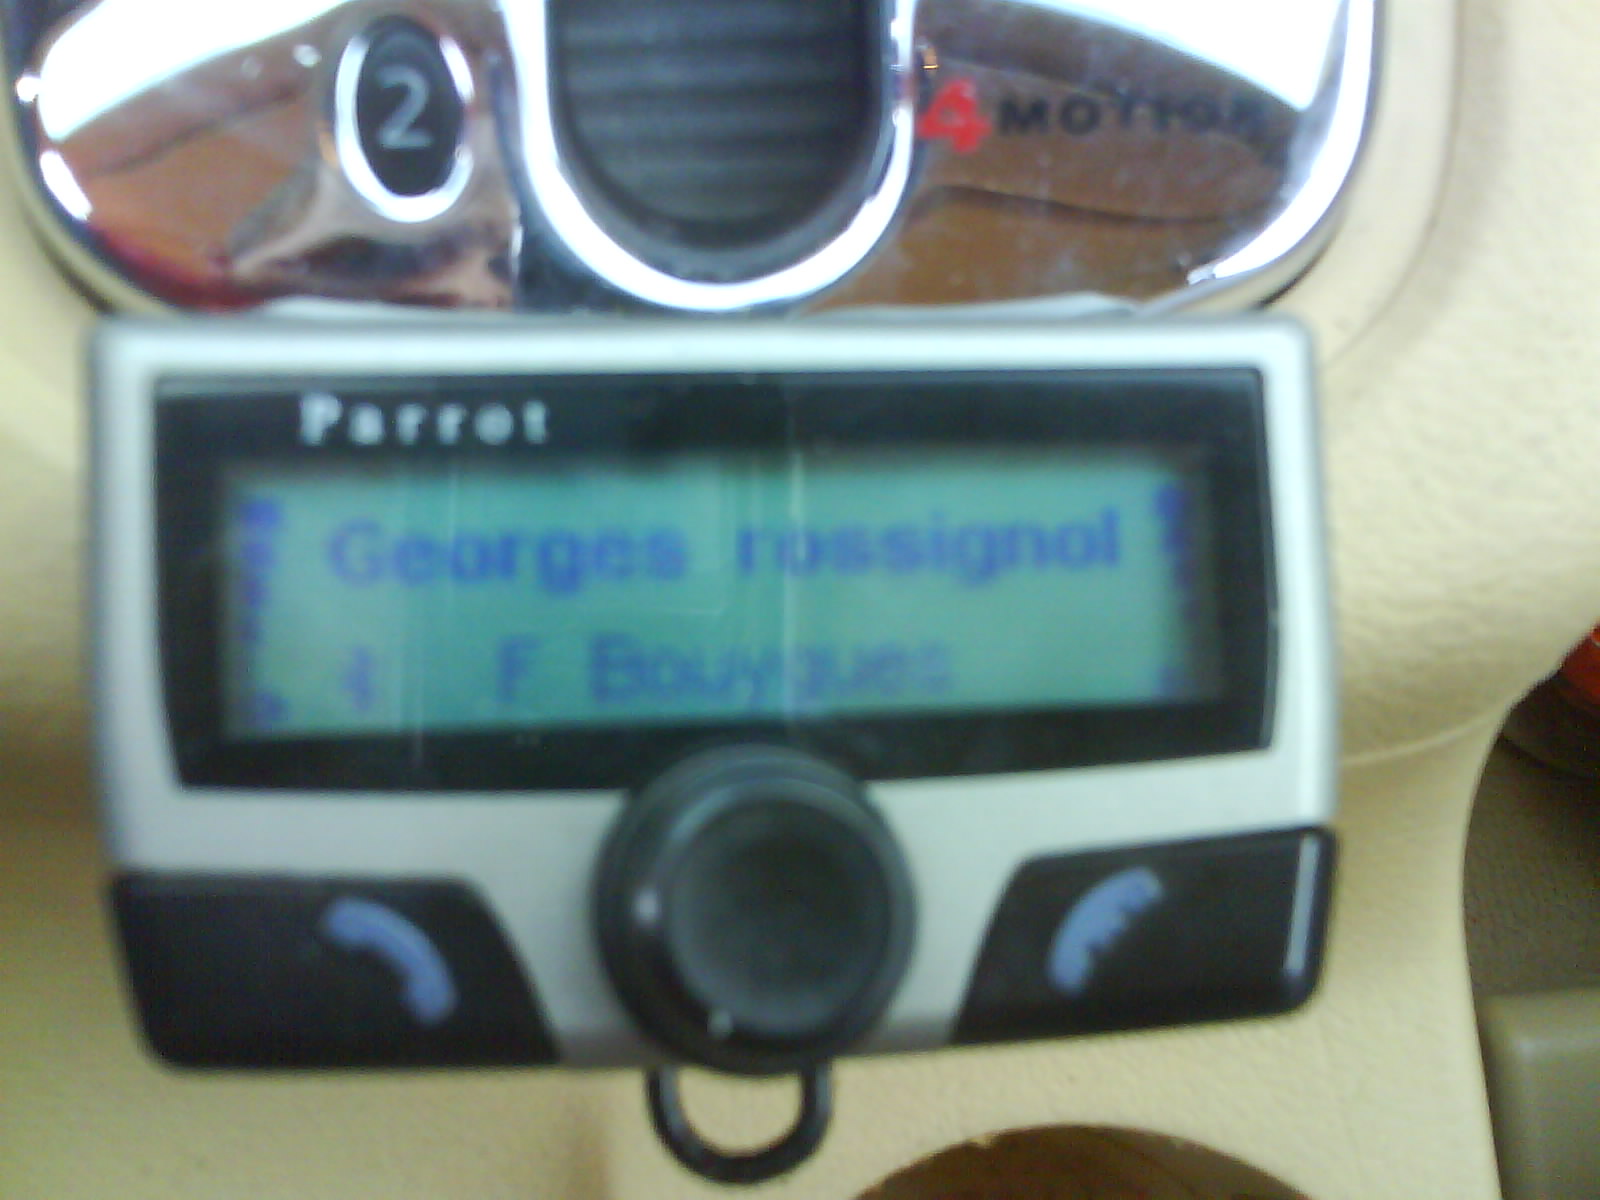 2
4MOTION
Parrot
Georges rossignol
F Bouygues